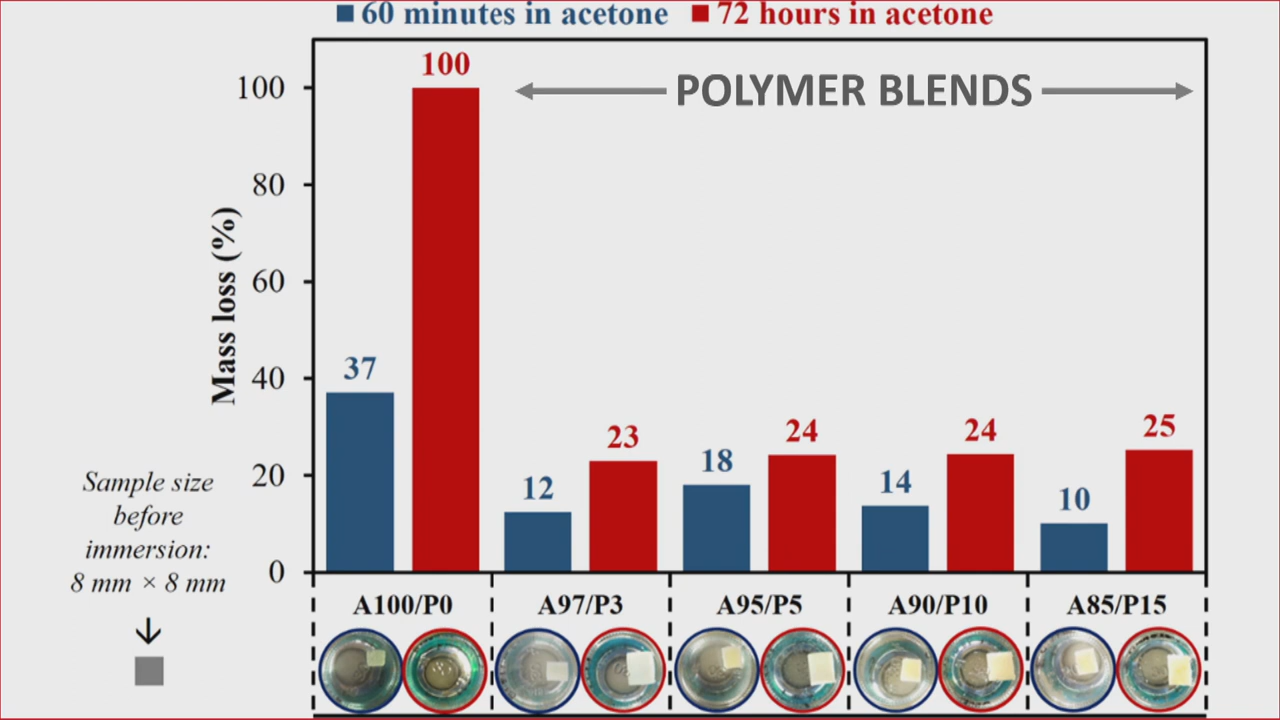 60 minutes in acetone 72 hours in acetone
POLYMER BLENDS
Mass loss (%)
100
80
60
40
20
0
37
100
12
23
18
24
14
24
10
25
A100/P0 A97/P3 A95/P5 A90/P10 A85/P15
Sample size
before
immersion:
8 mm × 8 mm